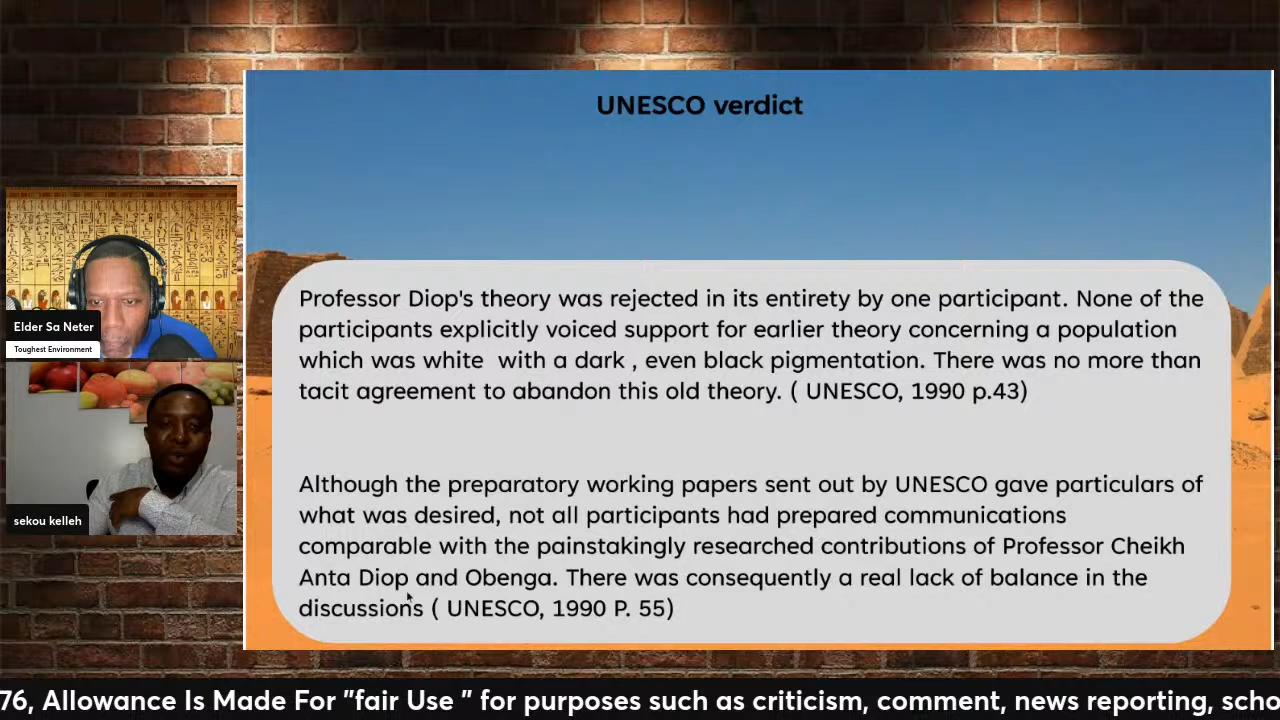 UNESCO verdict
Professor Diop's theory was rejected in its entirety by one participant. None of the
participants explicitly voiced support for earlier theory concerning a population
which was white with a dark , even black pigmentation. There was no more than
tacit agreement to abandon this old theory. ( UNESCO, 1990 p.43)
Although the preparatory working papers sent out by UNESCO gave particulars of
what was desired, not all participants had prepared communications
comparable with the painstakingly researched contributions of Professor Cheikh
Anta Diop and Obenga. There was consequently a real lack of balance in the
discussions ( UNESCO, 1990 P. 55)
Elder Sa Neter
Toughest Environment
sekou kelleh
76, Allowance Is Made For "fair Use " for purposes such as criticism, comment, news reporting, scho